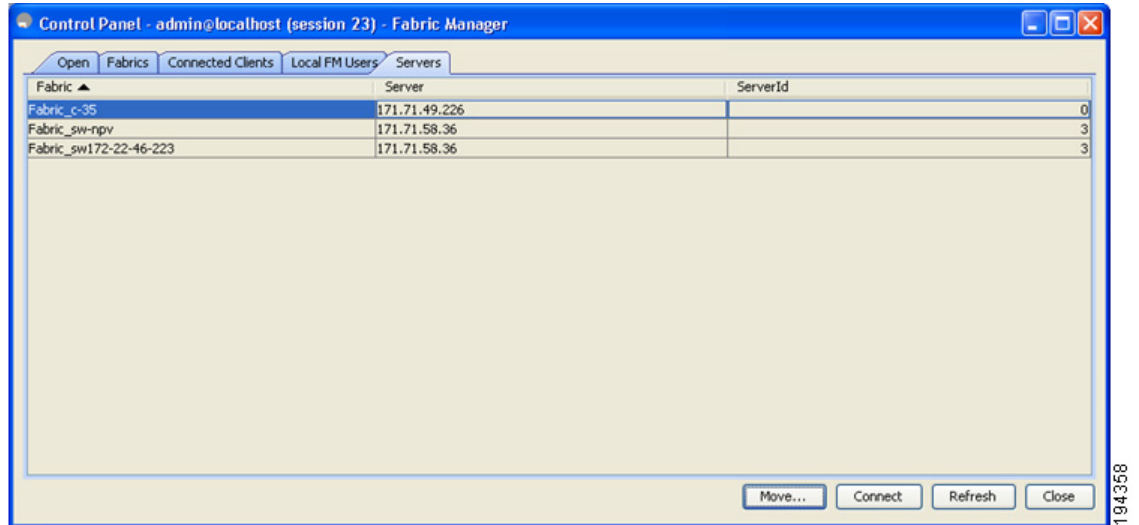 Control Panel - admin@localhost (session 23) - Fabric Manager
Open Fabrics Connected Clients Local FM Users Servers
Fabric Server ServerId
Fabric_c-35 171.71.49.226 0
Fabric_sw-npv 171.71.58.36 3
Fabric_sw172-22-46-223 171.71.58.36 3
Move... Connect Refresh Close
194358